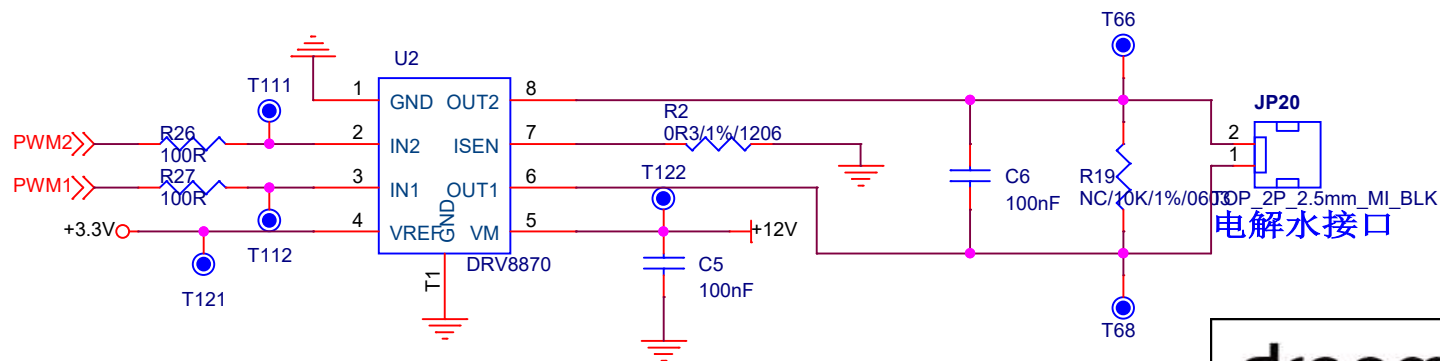 T66
U2
T111
1
GND
OUT2
8
R2
JP20
PWM2
R26
100R
2
IN2
ISEN
7
0R3/1%/1206
2
1
T122
PWM1
R27
100R
3
IN1
OUT1
6
C6
100nF
R19
NC/10K/1%/0603
TOP_2P_2.5mm_MI_BLK
电解水接口
+3.3V
4
VREF
GND
VM
5
+12V
T112
DRV8870
T1
C5
100nF
T121
T68